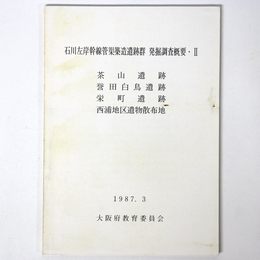 石川左岸幹線管渠築造遺跡群 発掘調査概要・Ⅱ
茶山遺跡
誉田白鳥遺跡
栄町遺跡
西浦地区遺物散布地
1987.3
大阪府教育委員会